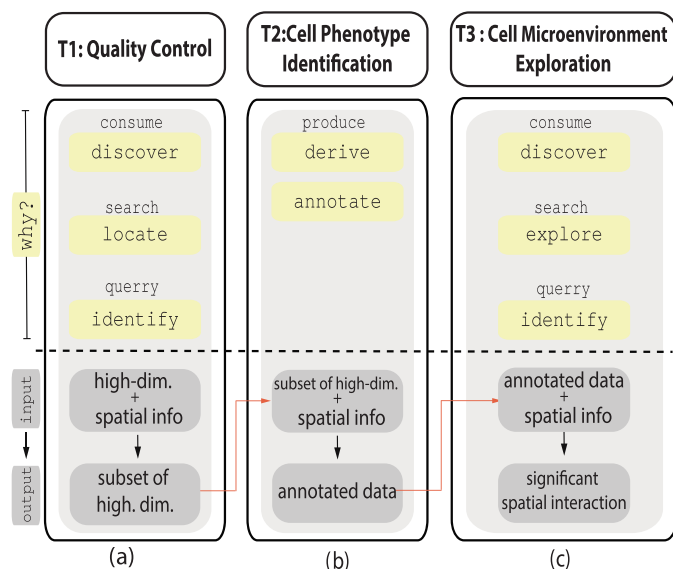 T1: Quality Control
T2:Cell Phenotype
Identification
T3 : Cell Microenvironment
Exploration
why?
consume
discover
search
locate
querry
identify
produce
derive
annotate
consume
discover
search
explore
querry
identify
input
output
high-dim.
+
spatial info
subset of
high. dim.
subset of high-dim.
+
spatial info
annotated data
annotated data
+
spatial info
significant
spatial interaction
(a)
(b)
(c)